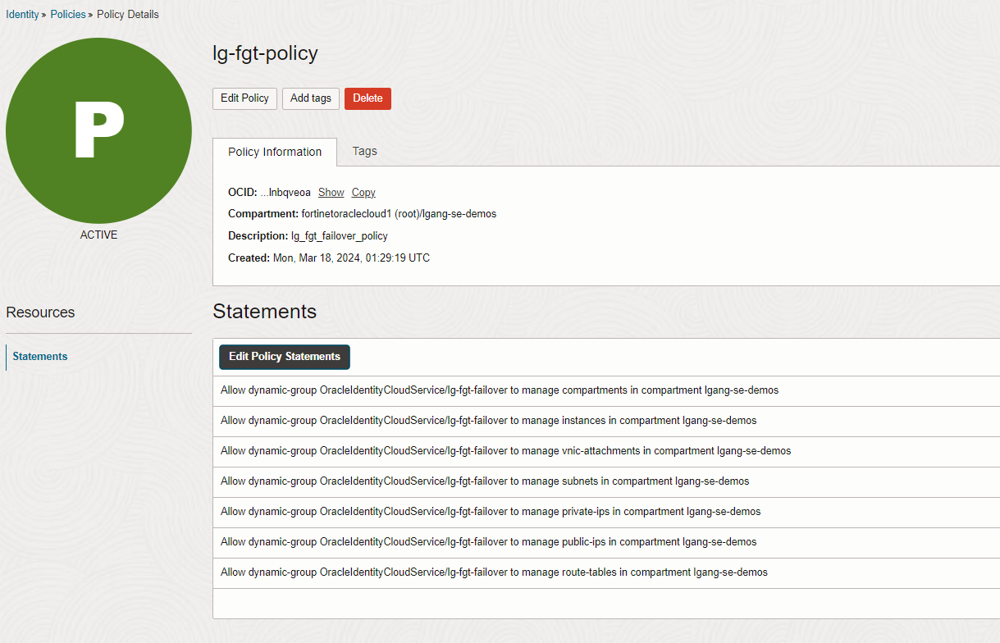 Identity » Policies » Policy Details
P
ACTIVE
lg-fgt-policy
Edit Policy Add tags Delete
Policy Information Tags
OCID: ...lnbqveoa Show Copy
Compartment: fortinetoraclecloud1 (root)/lgang-se-demos
Description: lg_fgt_failover_policy
Created: Mon, Mar 18, 2024, 01:29:19 UTC
Resources
Statements
Statements
Edit Policy Statements
Allow dynamic-group OracleIdentityCloudService/lg-fgt-failover to manage compartments in compartment lgang-se-demos
Allow dynamic-group OracleIdentityCloudService/lg-fgt-failover to manage instances in compartment lgang-se-demos
Allow dynamic-group OracleIdentityCloudService/lg-fgt-failover to manage vnic-attachments in compartment lgang-se-demos
Allow dynamic-group OracleIdentityCloudService/lg-fgt-failover to manage subnets in compartment lgang-se-demos
Allow dynamic-group OracleIdentityCloudService/lg-fgt-failover to manage private-ips in compartment lgang-se-demos
Allow dynamic-group OracleIdentityCloudService/lg-fgt-failover to manage public-ips in compartment lgang-se-demos
Allow dynamic-group OracleIdentityCloudService/lg-fgt-failover to manage route-tables in compartment lgang-se-demos